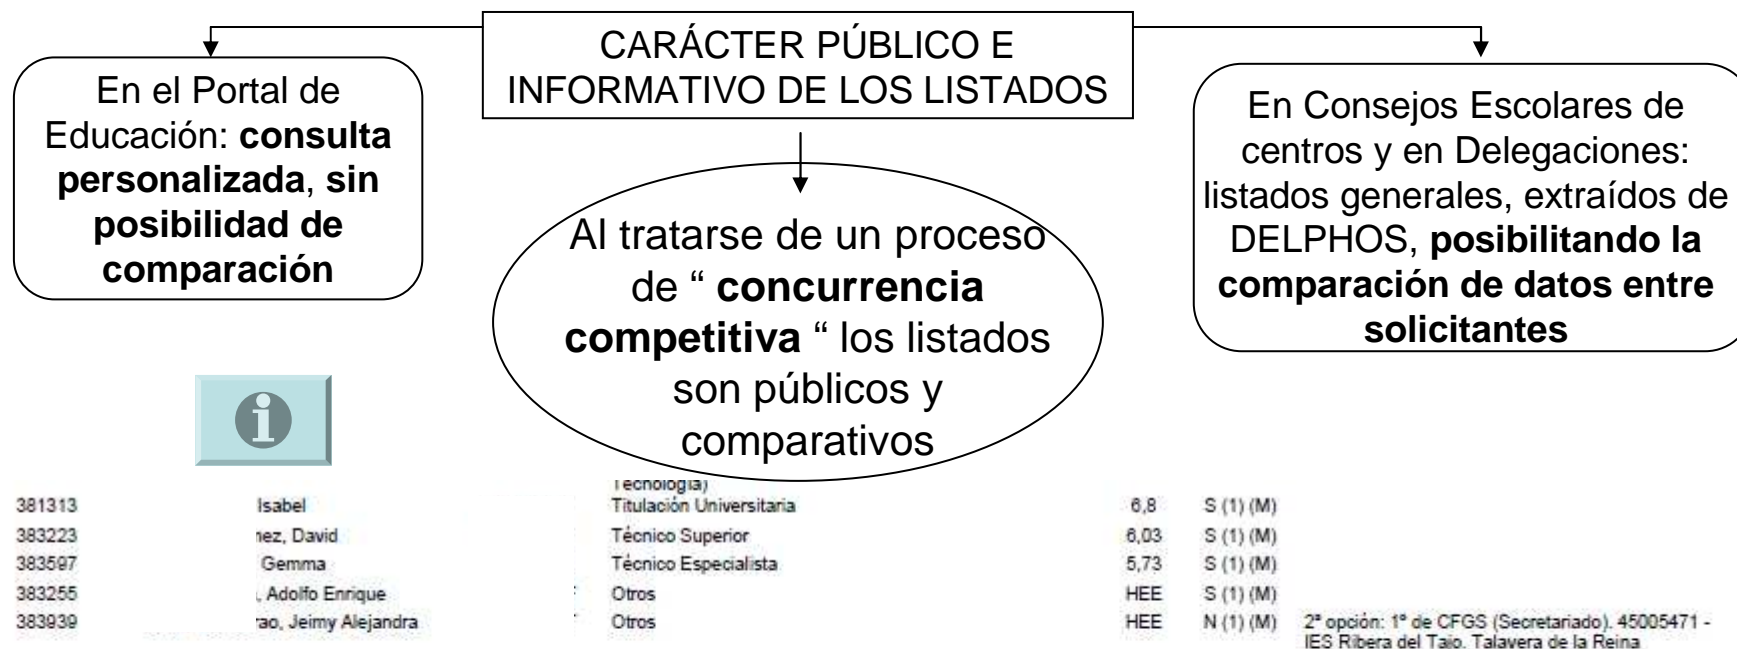 CARÁCTER PÚBLICO E
INFORMATIVO DE LOS LISTADOS
En el Portal de
Educación: consulta
personalizada, sin
posibilidad de
comparación
Al tratarse de un proceso
de “ concurrencia
competitiva “ los listados
son públicos y
comparativos
En Consejos Escolares de
centros y en Delegaciones:
listados generales, extraídos de
DELPHOS, posibilitando la
comparación de datos entre
solicitantes
Tecnología)
381313 Isabel Titulación Universitaria 6,8 S (1) (M)
383223 nez, David Técnico Superior 6,03 S (1) (M)
383597 Gemma Técnico Especialista 5,73 S (1) (M)
383255 , Adolfo Enrique Otros HEE S (1) (M)
383939 rao, Jeimy Alejandra Otros HEE N (1) (M) 2ª opción: 1º de CFGS (Secretariado). 45005471 -
IES Ribera del Tajo. Talavera de la Reina